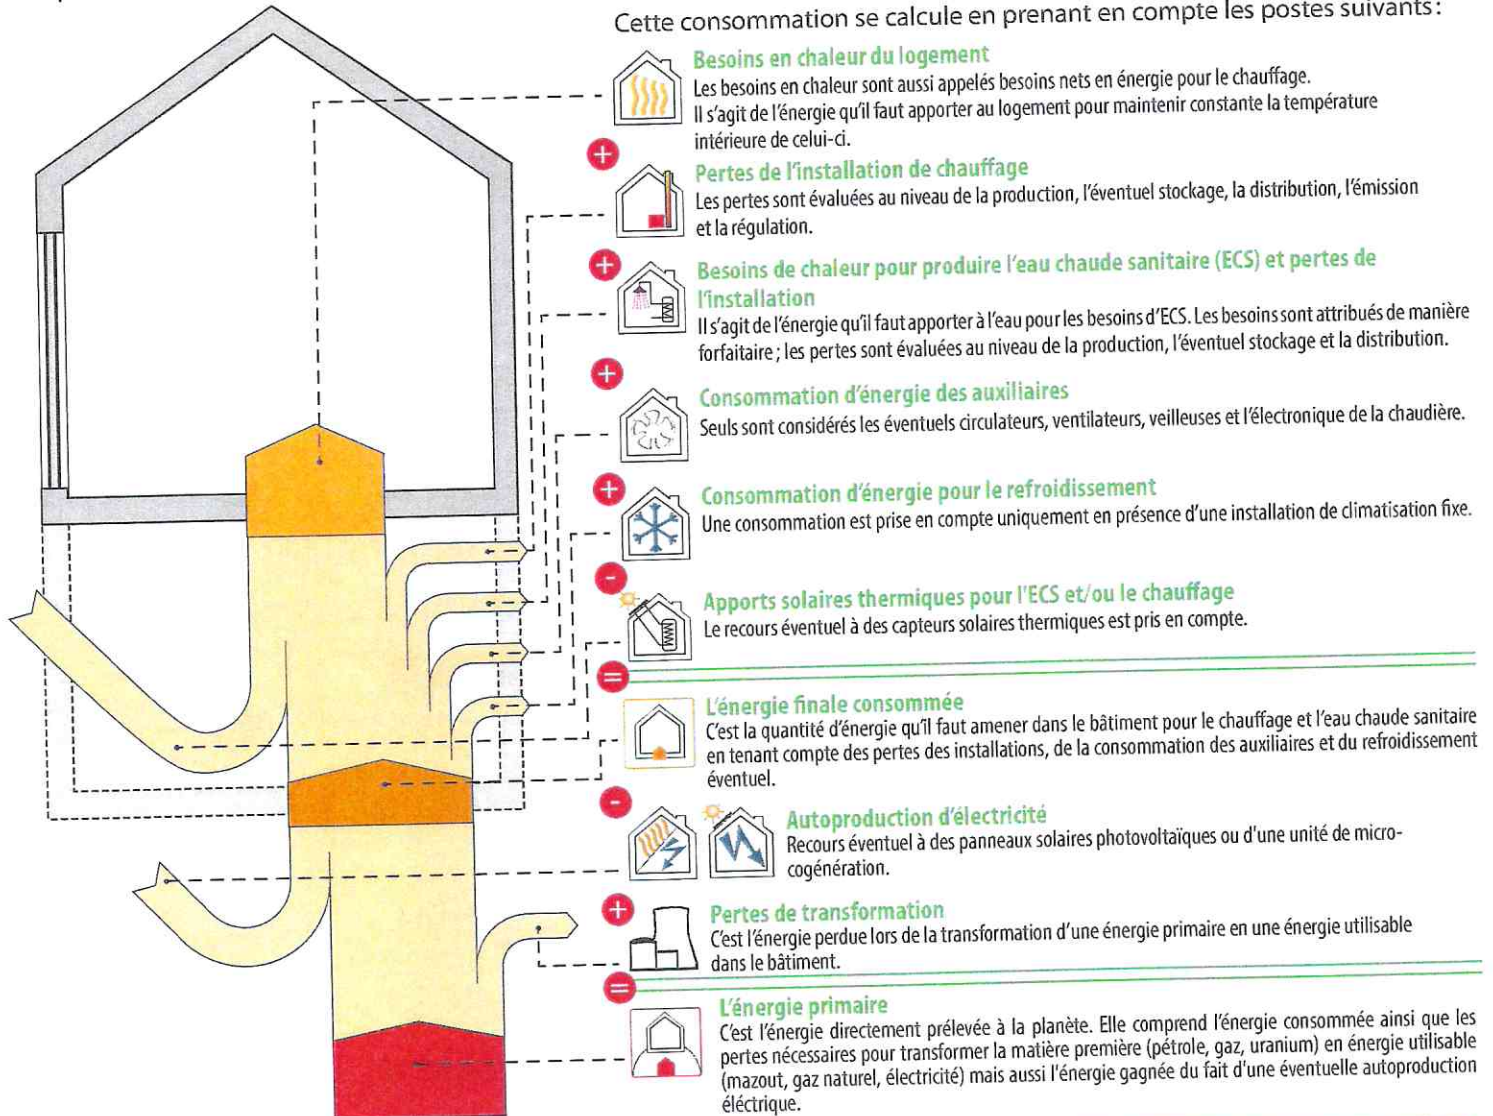 Cette consommation se calcule en prenant en compte les postes suivants :
Besoins en chaleur du logement
Les besoins en chaleur sont aussi appelés besoins nets en énergie pour le chauffage.
Il s'agit de l'énergie qu'il faut apporter au logement pour maintenir constante la température
intérieure de celui-ci.
+
Pertes de l'installation de chauffage
Les pertes sont évaluées au niveau de la production, l'éventuel stockage, la distribution, l'émission
et la régulation.
+
Besoins de chaleur pour produire l'eau chaude sanitaire (ECS) et pertes de
l'installation
Il s'agit de l'énergie qu'il faut apporter à l'eau pour les besoins d'ECS. Les besoins sont attribués de manière
forfaitaire ; les pertes sont évaluées au niveau de la production, l'éventuel stockage et la distribution.
+
Consommation d'énergie des auxiliaires
Seuls sont considérés les éventuels circulateurs, ventilateurs, veilleuses et l'électronique de la chaudière.
+
Consommation d'énergie pour le refroidissement
Une consommation est prise en compte uniquement en présence d'une installation de climatisation fixe.
-
Apports solaires thermiques pour l'ECS et/ou le chauffage
Le recours éventuel à des capteurs solaires thermiques est pris en compte.
=
L'énergie finale consommée
C'est la quantité d'énergie qu'il faut amener dans le bâtiment pour le chauffage et l'eau chaude sanitaire
en tenant compte des pertes des installations, de la consommation des auxiliaires et du refroidissement
éventuel.
-
Autoproduction d'électricité
Recours éventuel à des panneaux solaires photovoltaïques ou d'une unité de micro-
cogénération.
+
Pertes de transformation
C'est l'énergie perdue lors de la transformation d'une énergie primaire en une énergie utilisable
dans le bâtiment.
=
L'énergie primaire
C'est l'énergie directement prélevée à la planète. Elle comprend l'énergie consommée ainsi que les
pertes nécessaires pour transformer la matière première (pétrole, gaz, uranium) en énergie utilisable
(mazout, gaz naturel, électricité) mais aussi l'énergie gagnée du fait d'une éventuelle autoproduction
éléctrique.